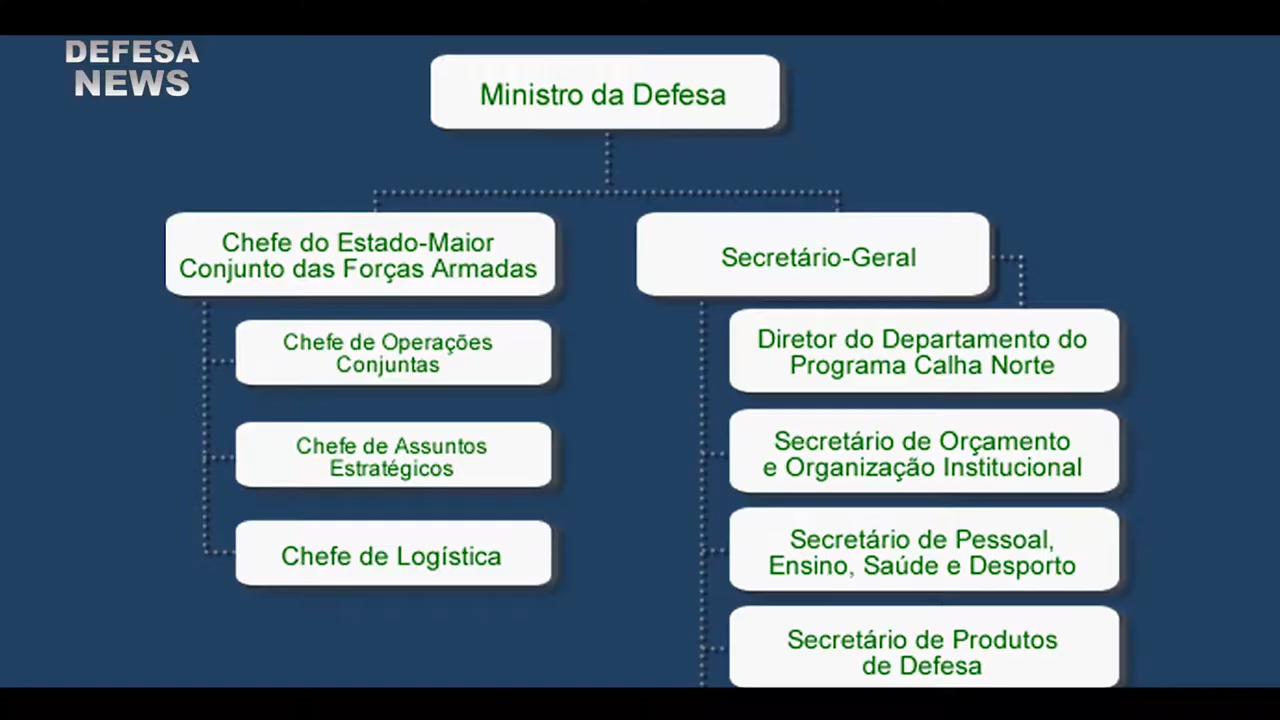 DEFESA
NEWS
Ministro da Defesa
Chefe do Estado-Maior
Conjunto das Forças Armadas
Chefe de Operações
Conjuntas
Chefe de Assuntos
Estratégicos
Chefe de Logística
Secretário-Geral
Diretor do Departamento do
Programa Calha Norte
Secretário de Orçamento
e Organização Institucional
Secretário de Pessoal,
Ensino, Saúde e Desporto
Secretário de Produtos
de Defesa